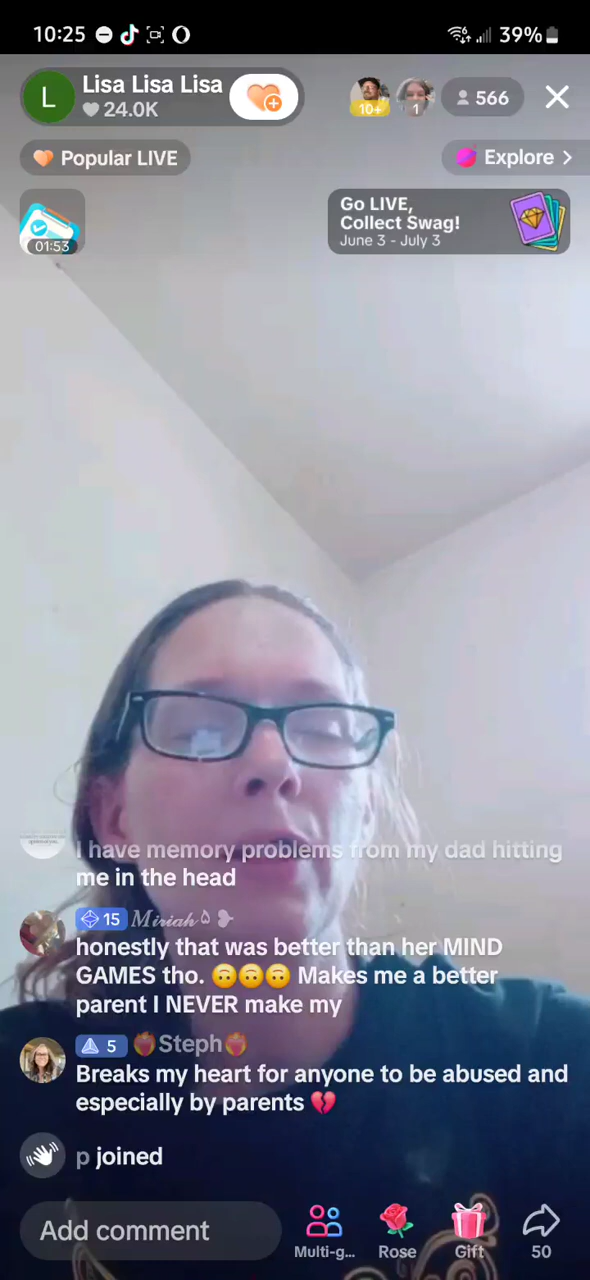 10:25
39%
L
Lisa Lisa Lisa
24.0K
10+
1
566
Popular LIVE
Explore >
01:53
Go LIVE,
Collect Swag!
June 3 - July 3
I have memory problems from my dad hitting
me in the head
15 Miriah
honestly that was better than her MIND
GAMES tho. 🙃🙃🙃 Makes me a better
parent I NEVER make my
5 ❤️‍🔥Steph❤️‍🔥
Breaks my heart for anyone to be abused and
especially by parents 💔
p joined
Add comment
Multi-g...
Rose
Gift
50